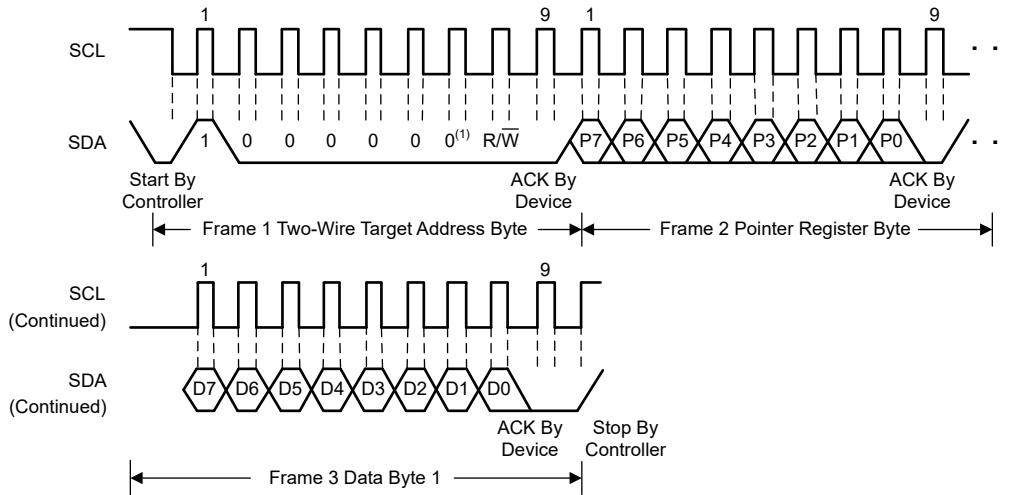 1 9 1 9
SCL
SDA 1 0 0 0 0 0 0(1) R/W P7 P6 P5 P4 P3 P2 P1 P0
Start By
Controller
ACK By
Device
ACK By
Device
Frame 1 Two-Wire Target Address Byte
Frame 2 Pointer Register Byte
1 9
SCL
(Continued)
SDA
(Continued)
D7 D6 D5 D4 D3 D2 D1 D0
ACK By
Device
Stop By
Controller
Frame 3 Data Byte 1